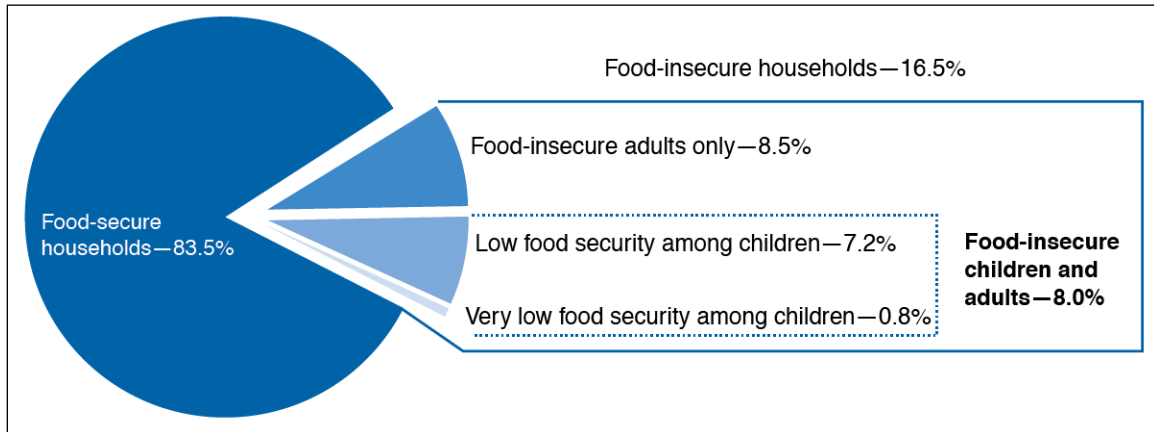 Food-insecure households—16.5%
Food-insecure adults only—8.5%
Food-secure
households—83.5%
Low food security among children—7.2%
Very low food security among children—0.8%
Food-insecure
children and
adults—8.0%